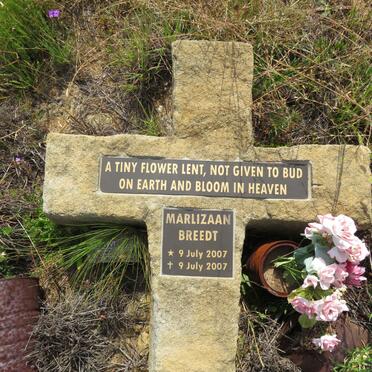 A TINY FLOWER LENT, NOT GIVEN TO BUD
ON EARTH AND BLOOM IN HEAVEN
MARLIZAAN
BREEDT
★ 9 July 2007
✝ 9 July 2007